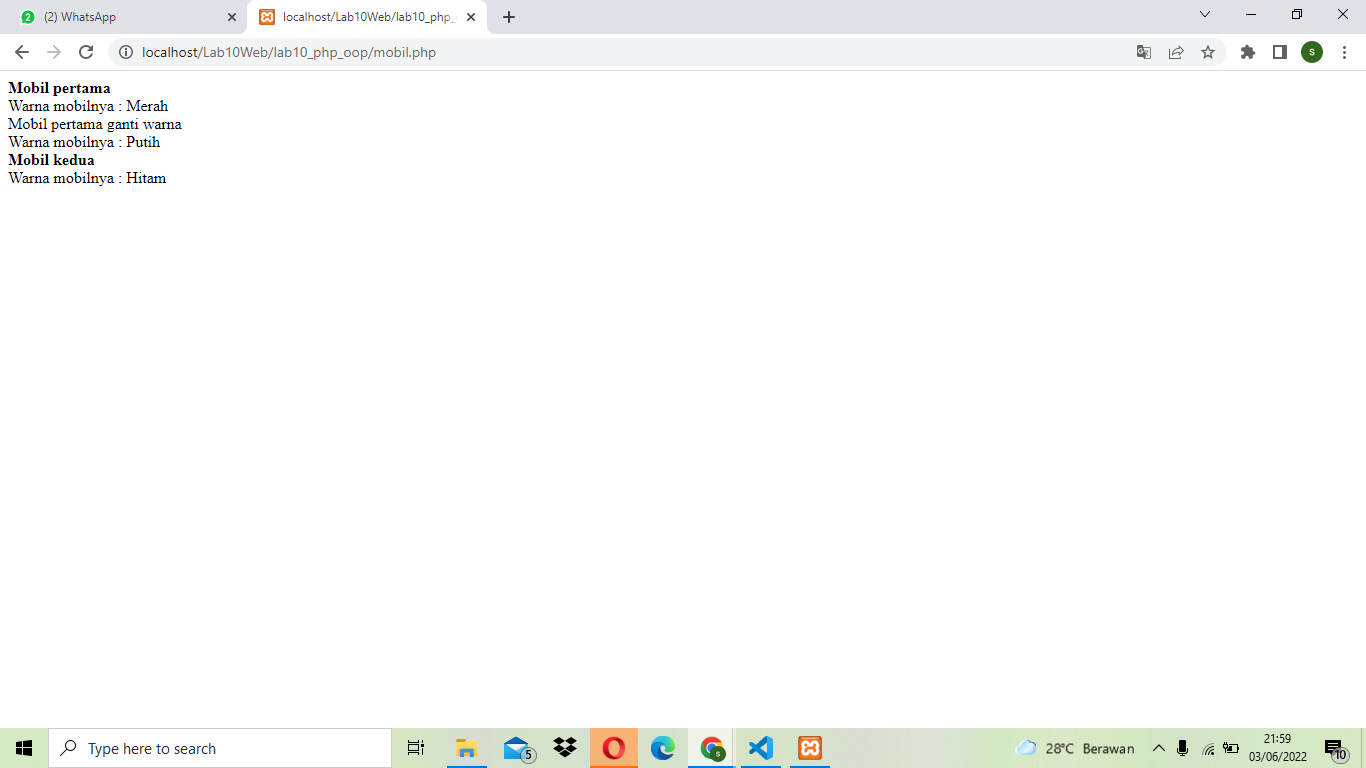 2
(2) WhatsApp
localhost/Lab10Web/lab10_php_
localhost/Lab10Web/lab10_php_oop/mobil.php
S
Mobil pertama
Warna mobilnya : Merah
Mobil pertama ganti warna
Warna mobilnya : Putih
Mobil kedua
Warna mobilnya : Hitam
Type here to search
5
S
28°C Berawan
21:59
03/06/2022
10